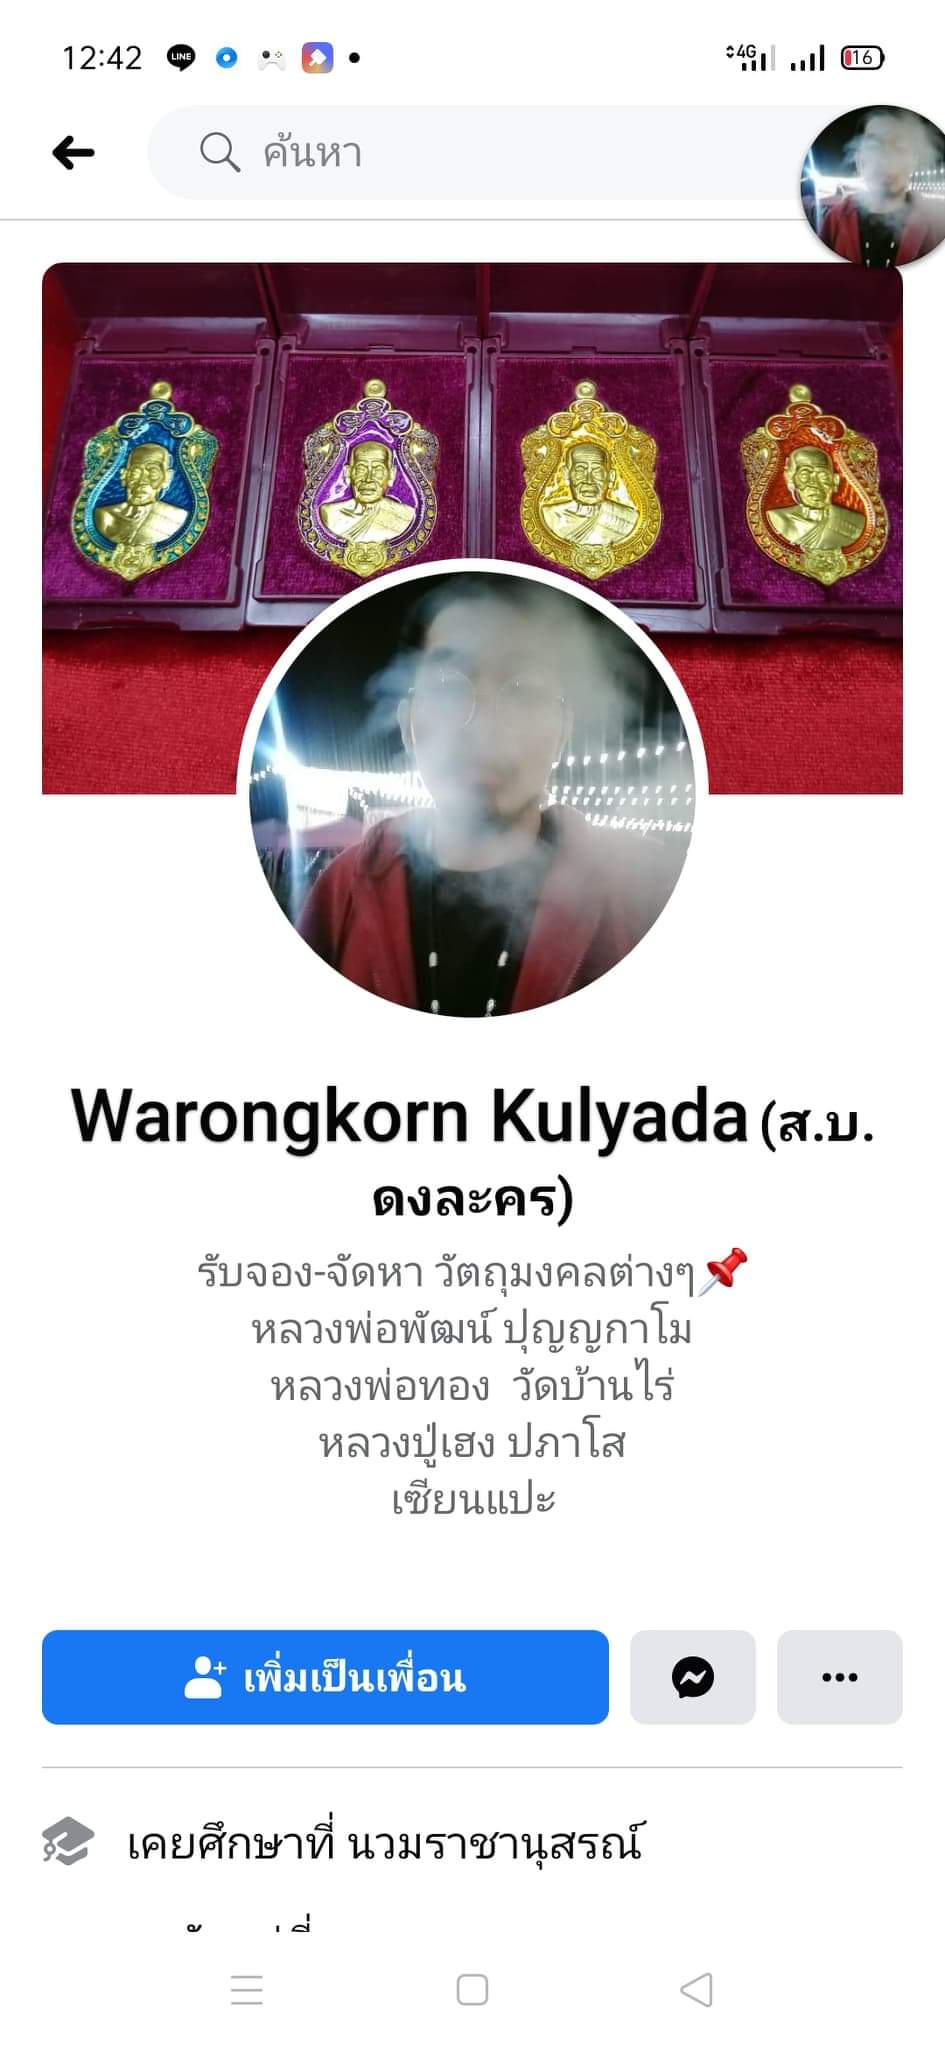 12:42
LINE
4G
16
ค้นหา
Warongkorn Kulyada (ส.บ.
ดงละคร)
รับจอง-จัดหา วัตถุมงคลต่างๆ📌
หลวงพ่อพัฒน์ ปุญญกาโม
หลวงพ่อทอง วัดบ้านไร่
หลวงปู่เฮง ปภาโส
เซียนแปะ
เพิ่มเป็นเพื่อน
เคยศึกษาที่ นวมราชานุสรณ์